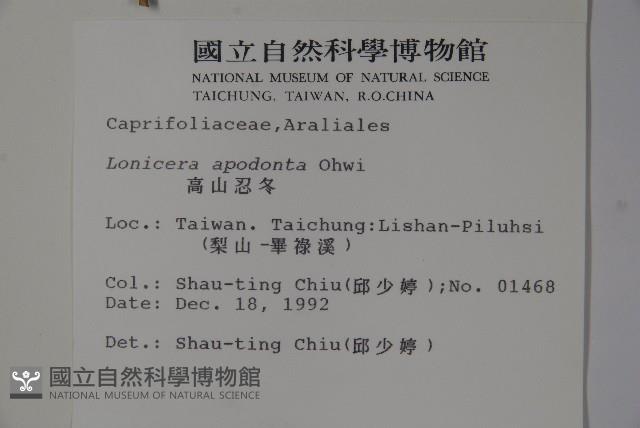 國立自然科學博物館
NATIONAL MUSEUM OF NATURAL SCIENCE
TAICHUNG, TAIWAN, R.O.CHINA
Caprifoliaceae,Araliales
Lonicera apodonta Ohwi
高山忍冬
Loc.: Taiwan. Taichung:Lishan-Piluhsi
(梨山-畢祿溪)
Col.: Shau-ting Chiu(邱少婷);No. 01468
Date: Dec. 18, 1992
Det.: Shau-ting Chiu(邱少婷)
國立自然科學博物館
NATIONAL MUSEUM OF NATURAL SCIENCE